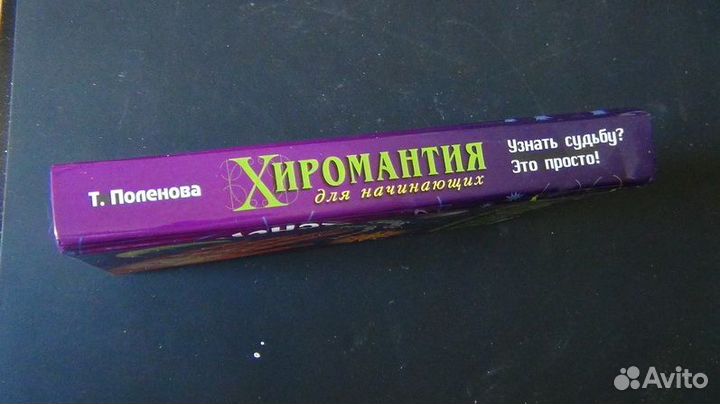 Т. Поленова
ХИРОМАНТИЯ
для начинающих
Узнать судьбу?
Это просто!
Avito